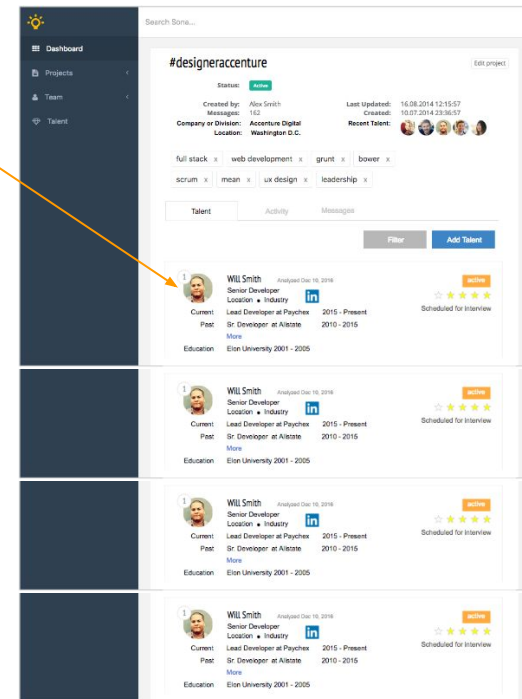 Search Sona...
Dashboard
Projects
Team
Talent
#designeraccenture
Edit project
Status: Active
Created by: Alex Smith Last Updated: 16.08.2014 12:15:57
Messages: 162 Created: 10.07.2014 23:36:57
Company or Division: Accenture Digital Recent Talent:
Location: Washington D.C.
full stack x web development x grunt x bower x
scrum x mean x ux design x leadership x
Talent Activity Messages
Filter Add Talent
1 Will Smith Analyzed Dec 19, 2016 active
Senior Developer
Location • Industry in
Scheduled for Interview
Current Lead Developer at Paychex 2015 - Present
Past Sr. Developer at Allstate 2010 - 2015
More
Education Elon University 2001 - 2005
1 Will Smith Analyzed Dec 19, 2016 active
Senior Developer
Location • Industry in
Scheduled for Interview
Current Lead Developer at Paychex 2015 - Present
Past Sr. Developer at Allstate 2010 - 2015
More
Education Elon University 2001 - 2005
1 Will Smith Analyzed Dec 19, 2016 active
Senior Developer
Location • Industry in
Scheduled for Interview
Current Lead Developer at Paychex 2015 - Present
Past Sr. Developer at Allstate 2010 - 2015
More
Education Elon University 2001 - 2005
1 Will Smith Analyzed Dec 19, 2016 active
Senior Developer
Location • Industry in
Scheduled for Interview
Current Lead Developer at Paychex 2015 - Present
Past Sr. Developer at Allstate 2010 - 2015
More
Education Elon University 2001 - 2005